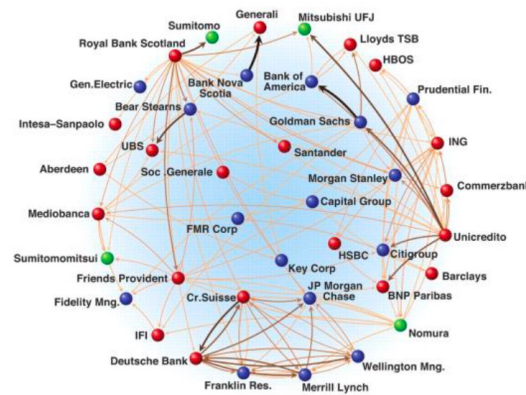 Generali
Sumitomo
Mitsubishi UFJ
Royal Bank Scotland
Lloyds TSB
HBOS
Gen.Electric
Bank Nova
Scotia
Bank of
America
Prudential Fin.
Bear Stearns
Goldman Sachs
Intesa-Sanpaolo
UBS
Santander
ING
Aberdeen
Soc .Generale
Morgan Stanley
Commerzbank
Mediobanca
Capital Group
FMR Corp
Unicredito
Sumitomomitsui
HSBC
Citigroup
Friends Provident
Key Corp
Barclays
Fidelity Mng.
Cr.Suisse
JP Morgan
Chase
BNP Paribas
IFI
Nomura
Deutsche Bank
Wellington Mng.
Franklin Res.
Merrill Lynch